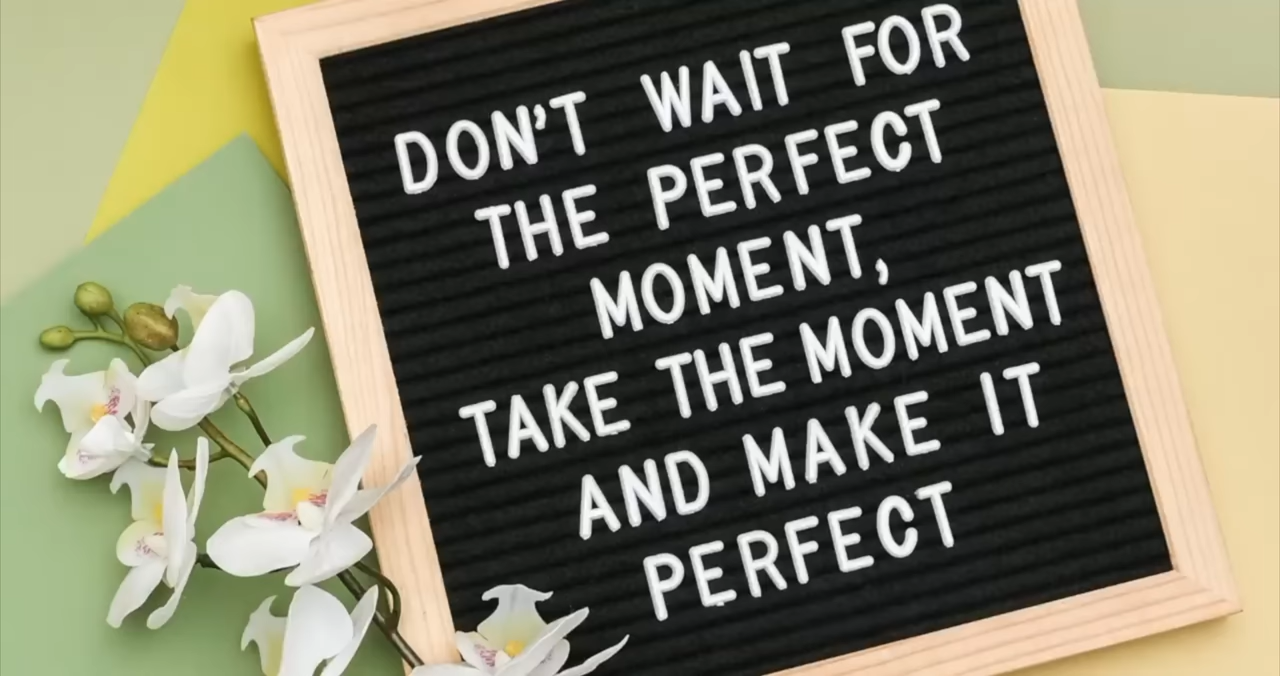 DON'T WAIT FOR
THE PERFECT
MOMENT,
TAKE THE MOMENT
AND MAKE IT
PERFECT